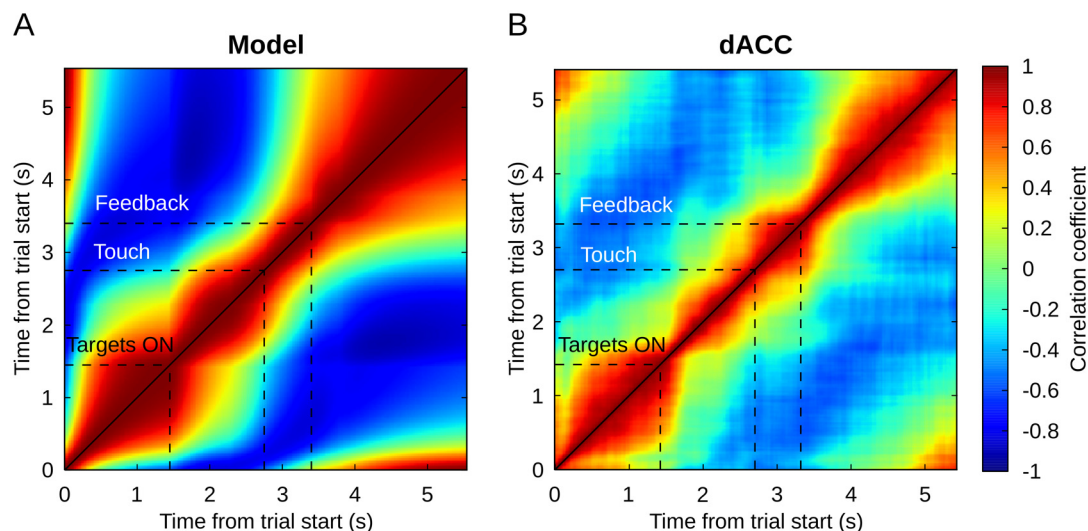 A
B
Model
dACC
Time from trial start (s)
5
4
3
2
1
0
Feedback
Touch
Targets ON
0 1 2 3 4 5
Time from trial start (s)
Time from trial start (s)
5
4
3
2
1
0
Feedback
Touch
Targets ON
0 1 2 3 4 5
Time from trial start (s)
1
0.8
0.6
0.4
0.2
0
-0.2
-0.4
-0.6
-0.8
-1
Correlation coefficient